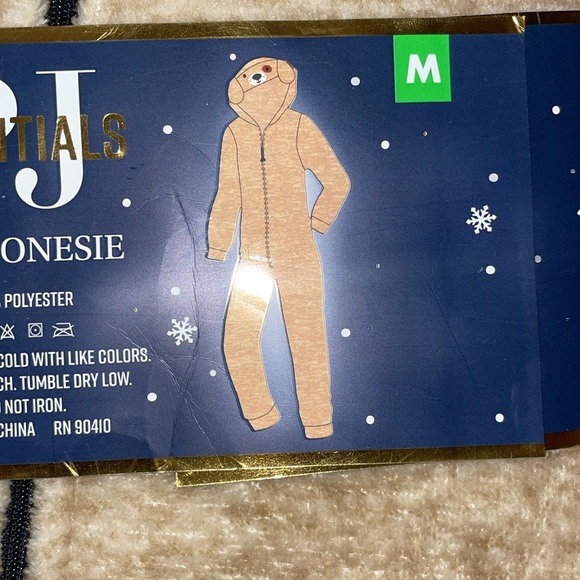 PJ
NTIALS
M
ONESIE
POLYESTER
COLD WITH LIKE COLORS.
CH. TUMBLE DRY LOW.
NOT IRON.
CHINA RN 90410